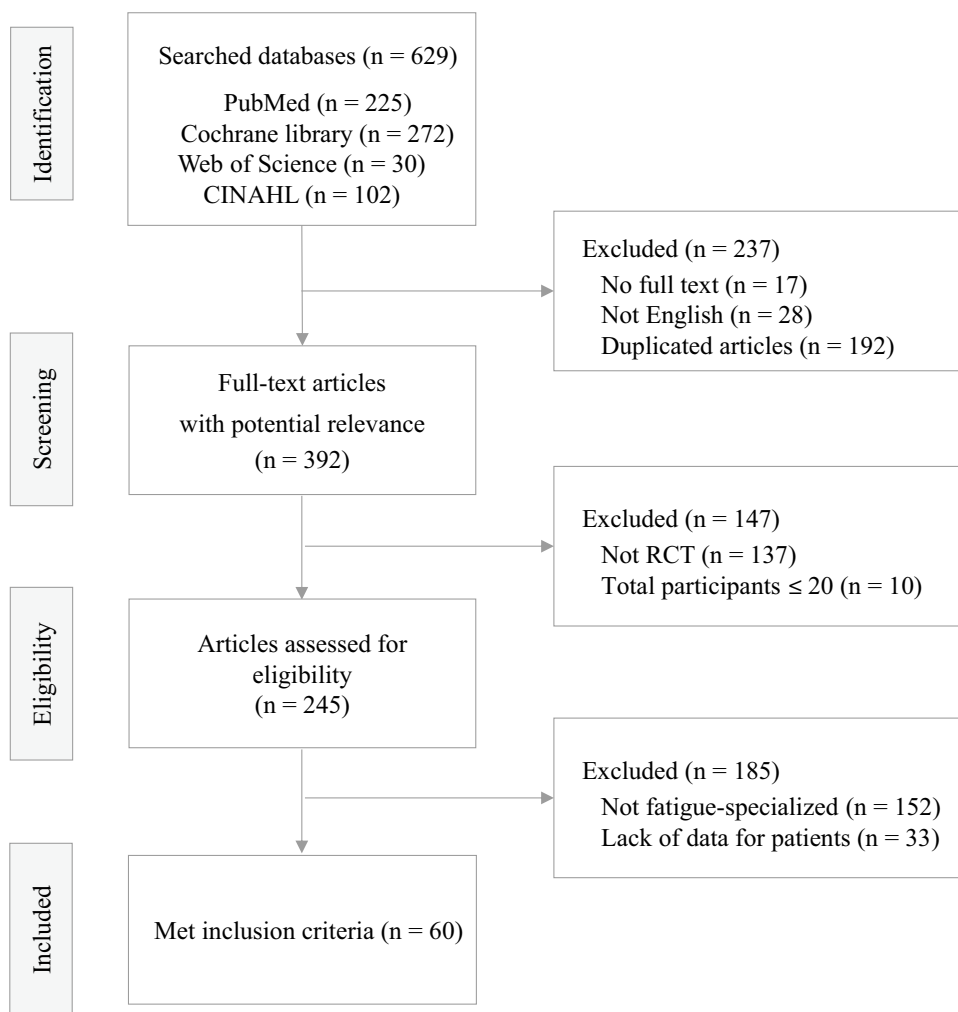 Identification
Searched databases (n = 629)
PubMed (n = 225)
Cochrane library (n = 272)
Web of Science (n = 30)
CINAHL (n = 102)
Excluded (n = 237)
No full text (n = 17)
Not English (n = 28)
Duplicated articles (n = 192)
Screening
Full-text articles
with potential relevance
(n = 392)
Excluded (n = 147)
Not RCT (n = 137)
Total participants ≤ 20 (n = 10)
Eligibility
Articles assessed for
eligibility
(n = 245)
Excluded (n = 185)
Not fatigue-specialized (n = 152)
Lack of data for patients (n = 33)
Included
Met inclusion criteria (n = 60)